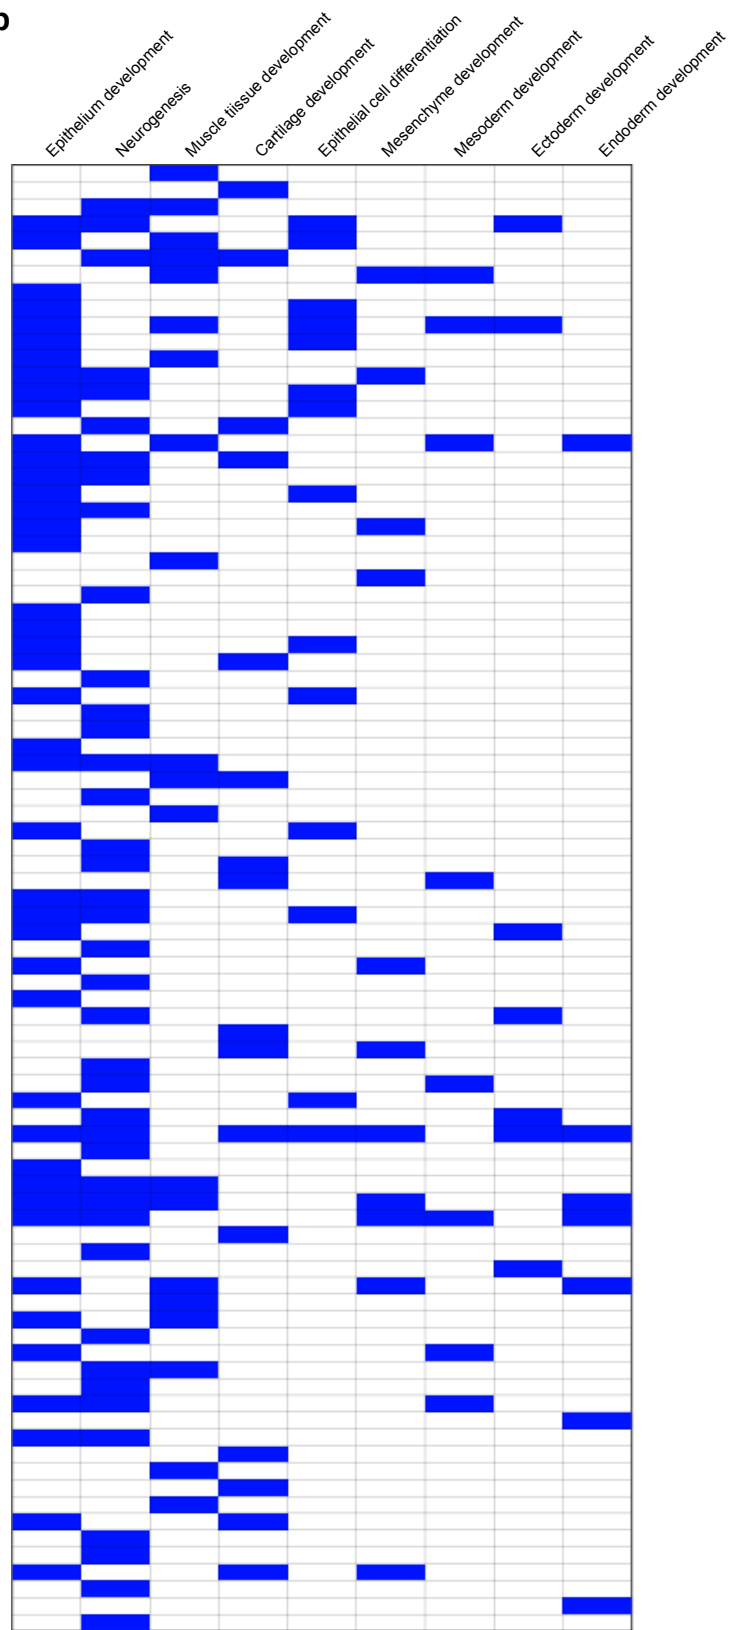 b
Epithelium development
Neurogenesis
Muscle tiissue development
Cartilage development
Epithelial cell differentiation
Mesenchyme development
Mesoderm development
Ectoderm development
Endoderm development